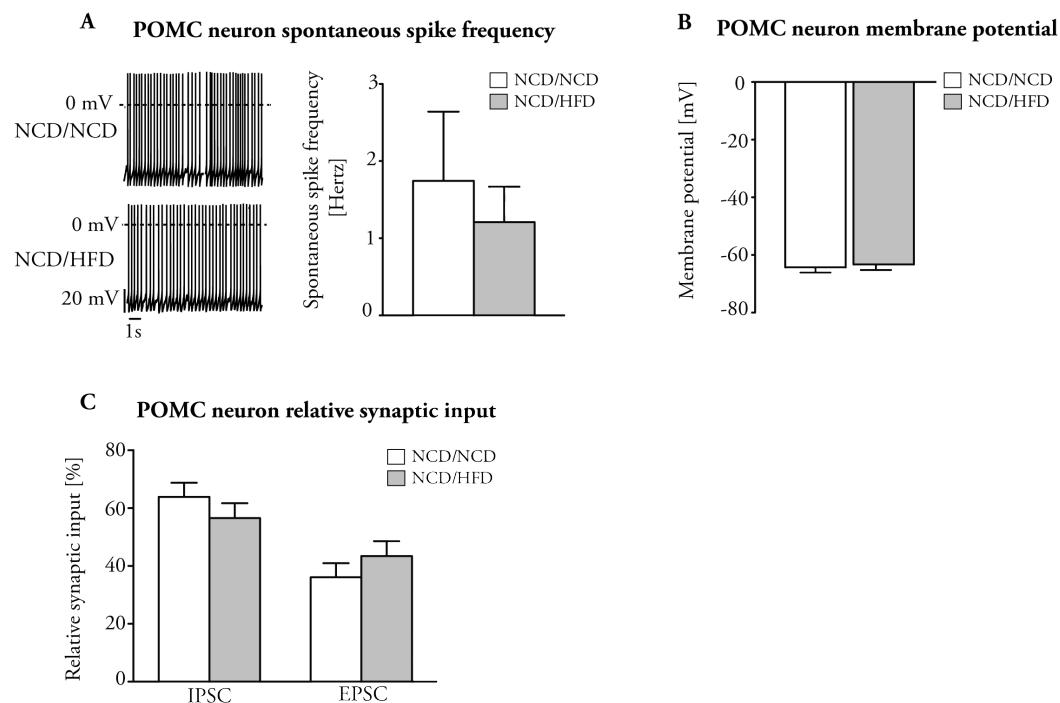 A
POMC neuron spontaneous spike frequency
0 mV
NCD/NCD
0 mV
NCD/HFD
20 mV
1s
Spontaneous spike frequency
[Hertz]
3
2
1
0
NCD/NCD
NCD/HFD
B
POMC neuron membrane potential
Membrane potential [mV]
0
-20
-40
-60
-80
NCD/NCD
NCD/HFD
C
POMC neuron relative synaptic input
Relative synaptic input [%]
80
60
40
20
0
NCD/NCD
NCD/HFD
IPSC
EPSC